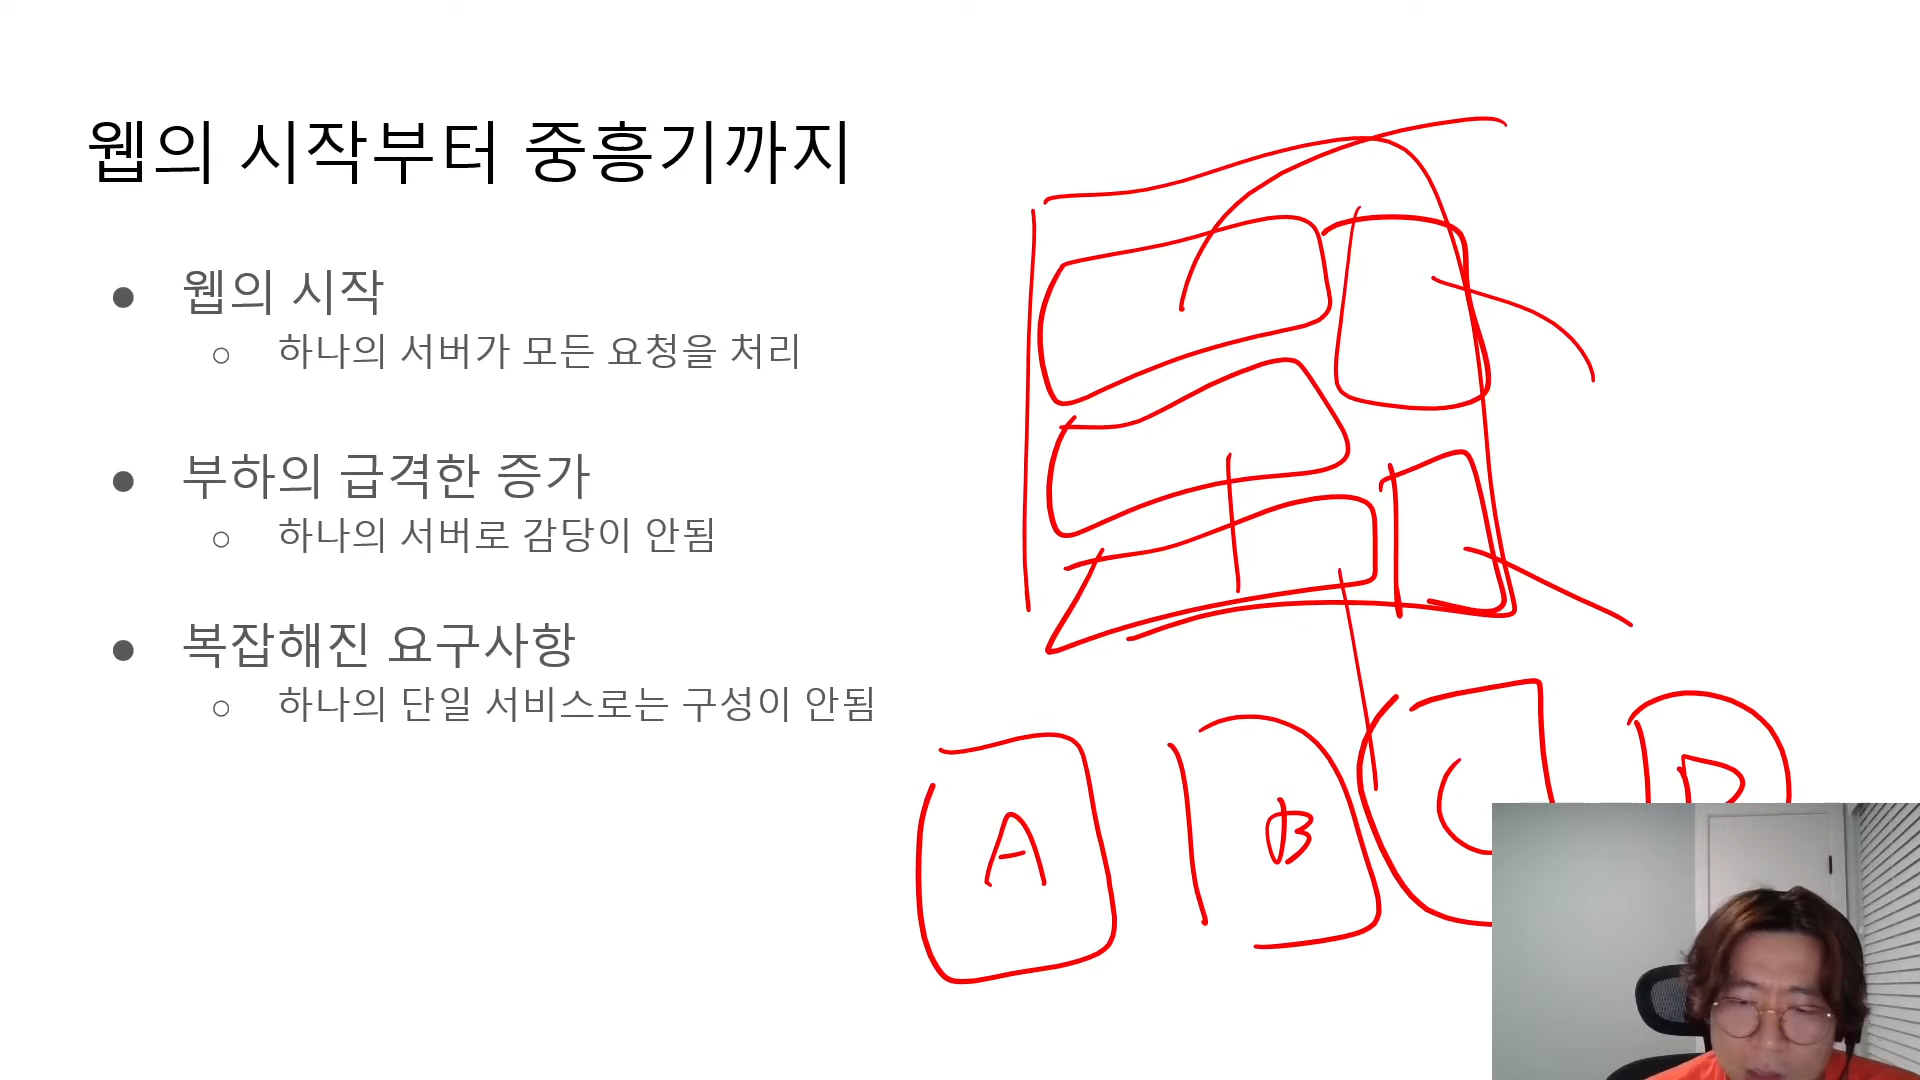 웹의 시작부터 중흥기까지
● 웹의 시작
○ 하나의 서버가 모든 요청을 처리
● 부하의 급격한 증가
○ 하나의 서버로 감당이 안됨
● 복잡해진 요구사항
○ 하나의 단일 서비스로는 구성이 안됨
A B C D